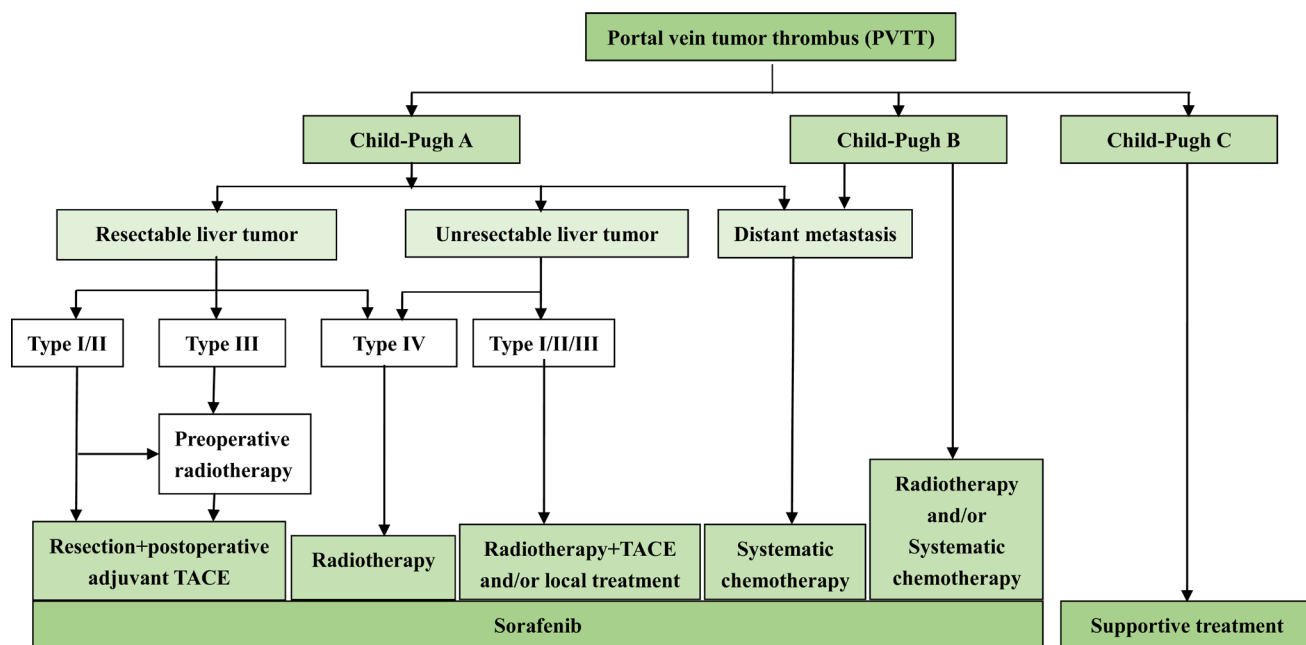 Portal vein tumor thrombus (PVTT)
Child-Pugh A
Child-Pugh B
Child-Pugh C
Resectable liver tumor
Unresectable liver tumor
Distant metastasis
Type I/II
Type III
Type IV
Type I/II/III
Preoperative
radiotherapy
Resection+postoperative
adjuvant TACE
Radiotherapy
Radiotherapy+TACE
and/or local treatment
Systematic
chemotherapy
Radiotherapy
and/or
Systematic
chemotherapy
Sorafenib
Supportive treatment